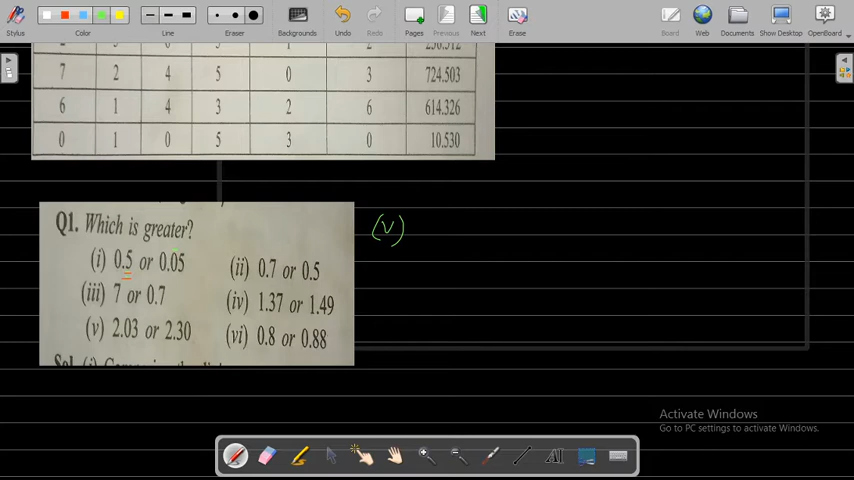 Stylus
Color
Line
Eraser
Backgrounds
Undo
Redo
Pages
Previous
Next
Erase
Board
Web
Documents
Show Desktop
OpenBoard
7 2 4 5 0 3 724.503
6 1 4 3 2 6 614.326
0 1 0 5 3 0 10.530
Q1. Which is greater?
(i) 0.5 or 0.05 (ii) 0.7 or 0.5
(iii) 7 or 0.7 (iv) 1.37 or 1.49
(v) 2.03 or 2.30 (vi) 0.8 or 0.88
(v)
Activate Windows
Go to PC settings to activate Windows.
AI